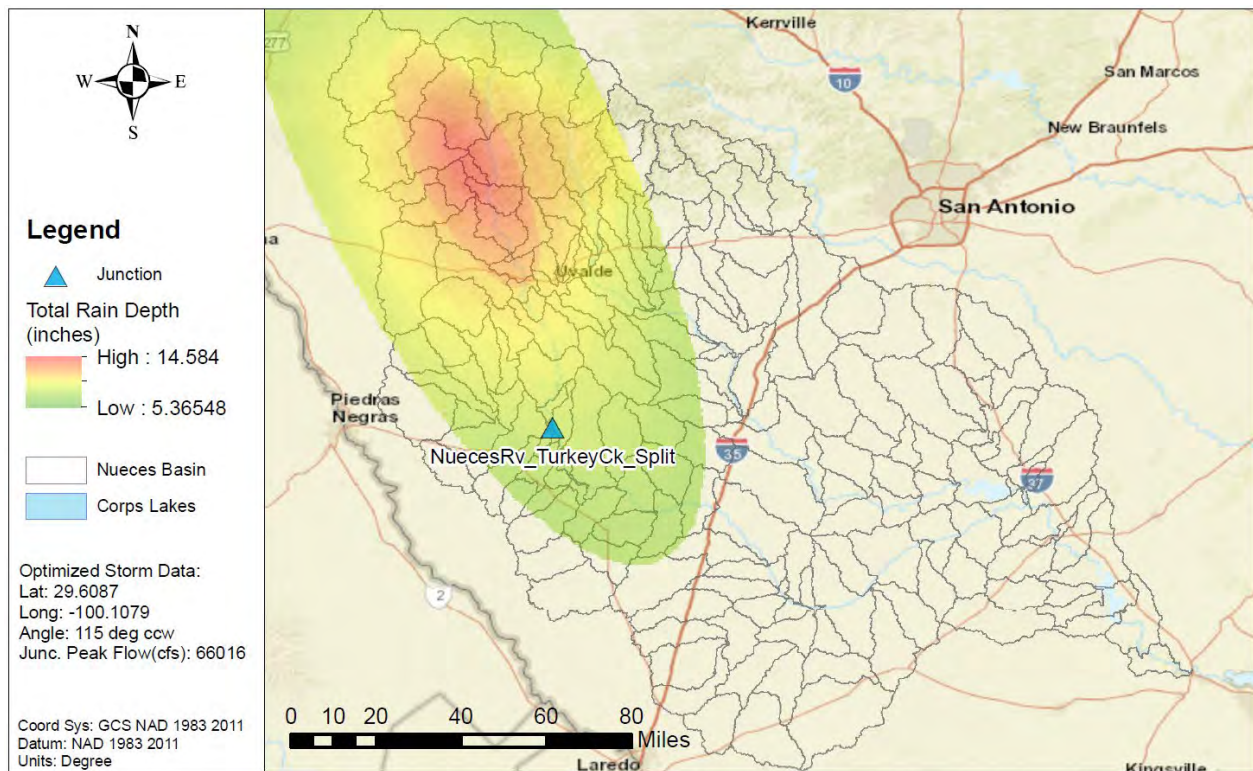 N
W E
S
Legend
Junction
Total Rain Depth
(inches)
High : 14.584
Low : 5.36548
Nueces Basin
Corps Lakes
Optimized Storm Data:
Lat: 29.6087
Long: -100.1079
Angle: 115 deg ccw
Junc. Peak Flow(cfs): 66016
Coord Sys: GCS NAD 1983 2011
Datum: NAD 1983 2011
Units: Degree
277
Kerrville
10
San Marcos
New Braunfels
San Antonio
na
Uvalde
Piedras
Negras
NuecesRv_TurkeyCk_Split
35
37
2
0 10 20 40 60 80
Miles
Laredo
Kingsville